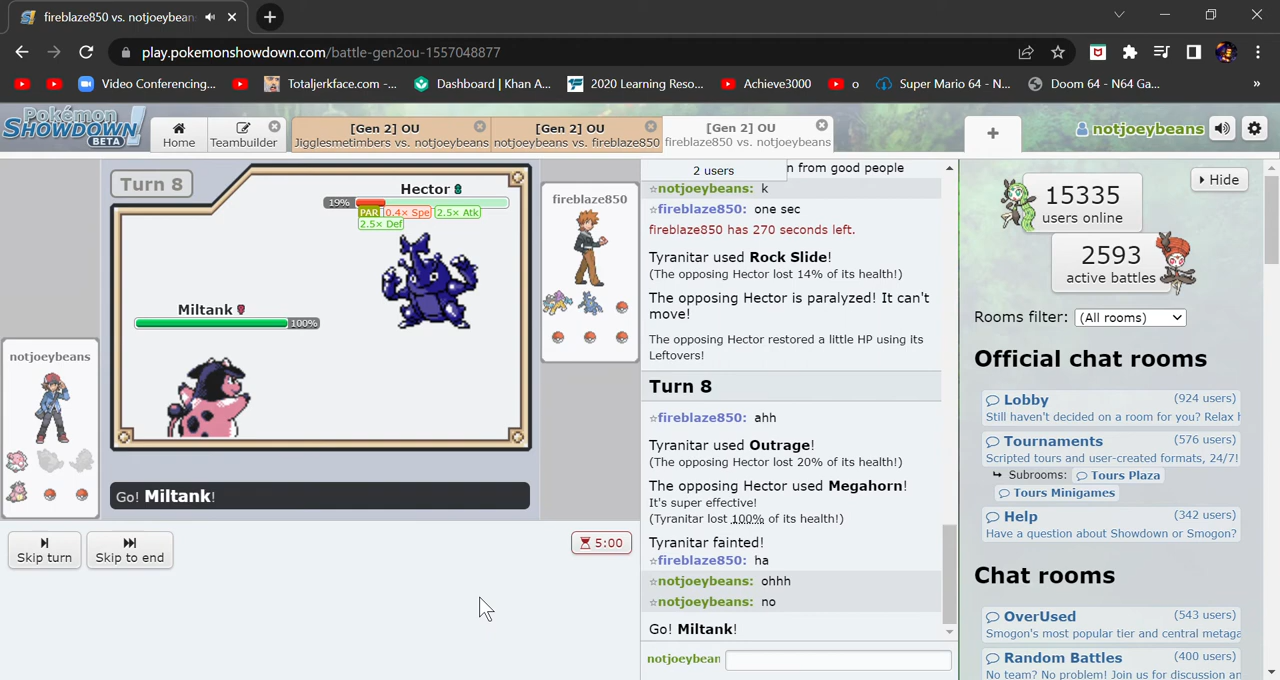 fireblaze850 vs. notjoeybeans
play.pokemonshowdown.com/battle-gen2ou-1557048877
Video Conferencing...
Totaljerkface.com -...
Dashboard | Khan A...
2020 Learning Reso...
Achieve3000
o
Super Mario 64 - N...
Doom 64 - N64 Ga...
»
Pokémon
SHOWDOWN!
BETA
Home
Teambuilder
[Gen 2] OU
Jigglesmetimbers vs. notjoeybeans
[Gen 2] OU
notjoeybeans vs. fireblaze850
[Gen 2] OU
fireblaze850 vs. notjoeybeans
notjoeybeans
Turn 8
Hector
19%
PAR 0.4× Spe 2.5× Atk
2.5× Def
Miltank
100%
notjoeybeans
fireblaze850
Go! Miltank!
Skip turn
Skip to end
5:00
2 users
n from good people
☆notjoeybeans: k
☆fireblaze850: one sec
fireblaze850 has 270 seconds left.
Tyranitar used Rock Slide!
(The opposing Hector lost 14% of its health!)
The opposing Hector is paralyzed! It can't
move!
The opposing Hector restored a little HP using its
Leftovers!
Turn 8
☆fireblaze850: ahh
Tyranitar used Outrage!
(The opposing Hector lost 20% of its health!)
The opposing Hector used Megahorn!
It's super effective!
(Tyranitar lost 100% of its health!)
Tyranitar fainted!
☆fireblaze850: ha
☆notjoeybeans: ohhh
☆notjoeybeans: no
Go! Miltank!
notjoeybean
15335
users online
2593
active battles
Hide
Rooms filter: (All rooms)
Official chat rooms
Lobby (924 users)
Still haven't decided on a room for you? Relax h
Tournaments (576 users)
Scripted tours and user-created formats, 24/7!
Subrooms: Tours Plaza
Tours Minigames
Help (342 users)
Have a question about Showdown or Smogon?
Chat rooms
OverUsed (543 users)
Smogon's most popular tier and central metaga
Random Battles (400 users)
No team? No problem! Join us for discussion an